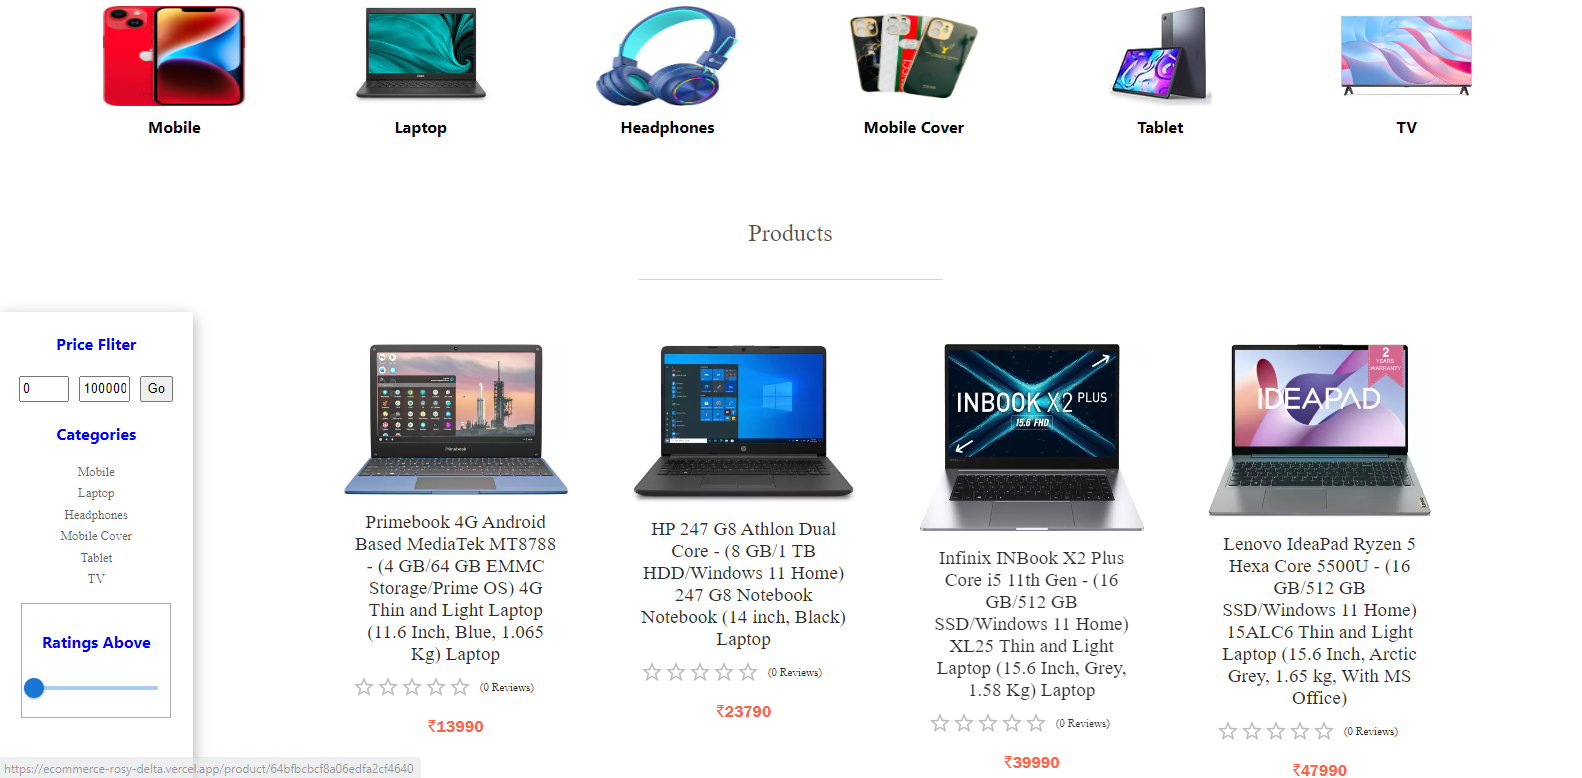 Mobile
Laptop
Headphones
Mobile Cover
Tablet
TV
Products
Price Fliter
0
100000
Go
Categories
Mobile
Laptop
Headphones
Mobile Cover
Tablet
TV
Ratings Above
Primebook 4G Android
Based MediaTek MT8788
- (4 GB/64 GB EMMC
Storage/Prime OS) 4G
Thin and Light Laptop
(11.6 Inch, Blue, 1.065
Kg) Laptop
(0 Reviews)
₹13990
HP 247 G8 Athlon Dual
Core - (8 GB/1 TB
HDD/Windows 11 Home)
247 G8 Notebook
Notebook (14 inch, Black)
Laptop
(0 Reviews)
₹23790
INBOOK X2 PLUS
15.6 FHD
Infinix INBook X2 Plus
Core i5 11th Gen - (16
GB/512 GB
SSD/Windows 11 Home)
XL25 Thin and Light
Laptop (15.6 Inch, Grey,
1.58 Kg) Laptop
(0 Reviews)
₹39990
2
YEARS
WARRANTY
IDEAPAD
Lenovo IdeaPad Ryzen 5
Hexa Core 5500U - (16
GB/512 GB
SSD/Windows 11 Home)
15ALC6 Thin and Light
Laptop (15.6 Inch, Arctic
Grey, 1.65 kg, With MS
Office)
(0 Reviews)
₹47990
https://ecommerce-rosy-delta.vercel.app/product/64bfbcbcf8a06edfa2cf4640